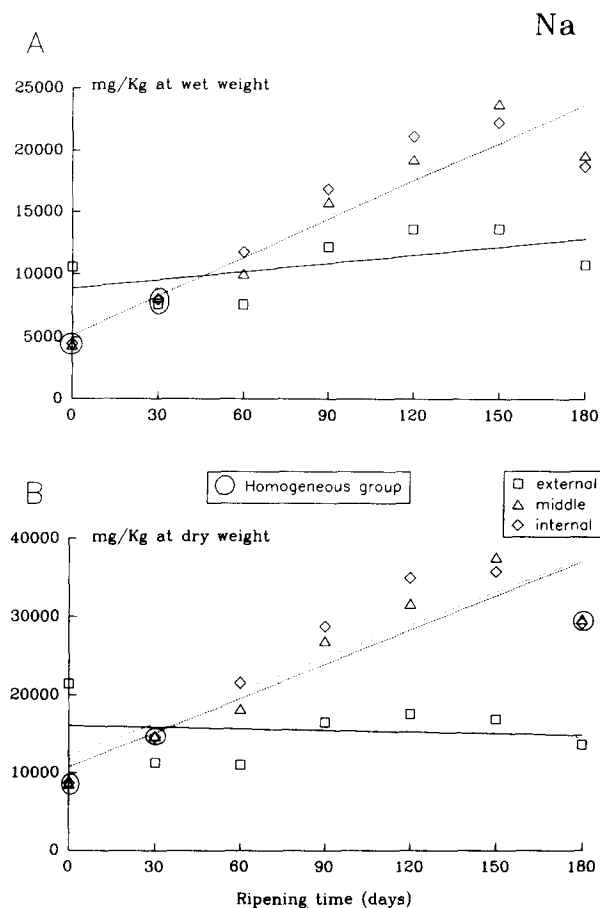 Na
A
mg/Kg at wet weight
25000
20000
15000
10000
5000
0
0 30 60 90 120 150 180
B
Homogeneous group
external
middle
internal
mg/Kg at dry weight
40000
30000
20000
10000
0
0 30 60 90 120 150 180
Ripening time (days)